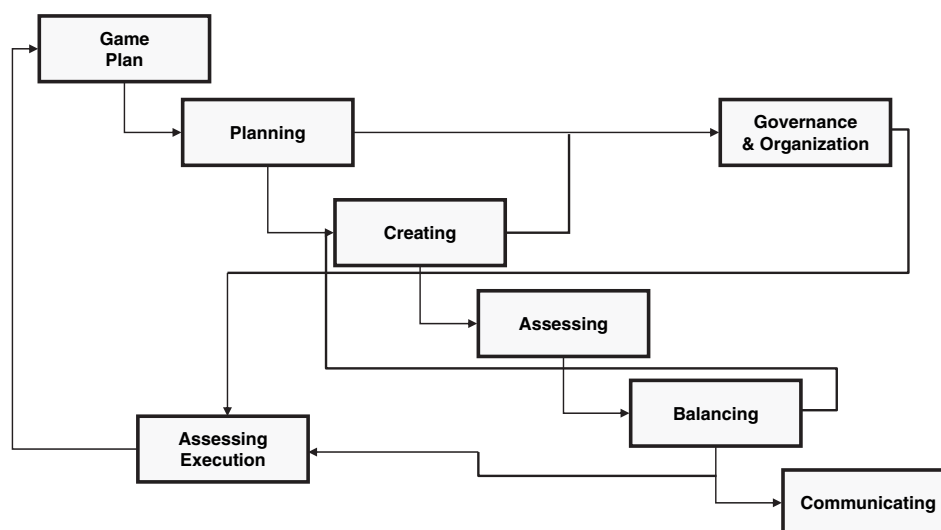 Game
Plan
Planning
Governance
& Organization
Creating
Assessing
Balancing
Assessing
Execution
Communicating